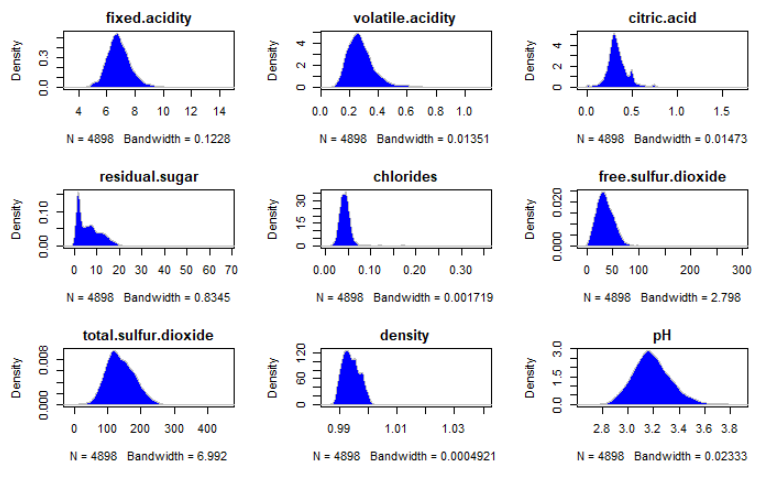 fixed.acidity
volatile.acidity
citric.acid
Density
0.0 0.3
4 6 8 10 12 14
N = 4898 Bandwidth = 0.1228
Density
0 2 4
0.0 0.2 0.4 0.6 0.8 1.0
N = 4898 Bandwidth = 0.01351
Density
0 2 4
0.0 0.5 1.0 1.5
N = 4898 Bandwidth = 0.01473
residual.sugar
chlorides
free.sulfur.dioxide
Density
0.00 0.10
0 10 20 30 40 50 60 70
N = 4898 Bandwidth = 0.8345
Density
0 15 30
0.00 0.10 0.20 0.30
N = 4898 Bandwidth = 0.001719
Density
0.000 0.020
0 50 100 200 300
N = 4898 Bandwidth = 2.798
total.sulfur.dioxide
density
pH
Density
0.000 0.008
0 100 200 300 400
N = 4898 Bandwidth = 6.992
Density
0 60 120
0.99 1.01 1.03
N = 4898 Bandwidth = 0.0004921
Density
0.0 1.5 3.0
2.8 3.0 3.2 3.4 3.6 3.8
N = 4898 Bandwidth = 0.02333